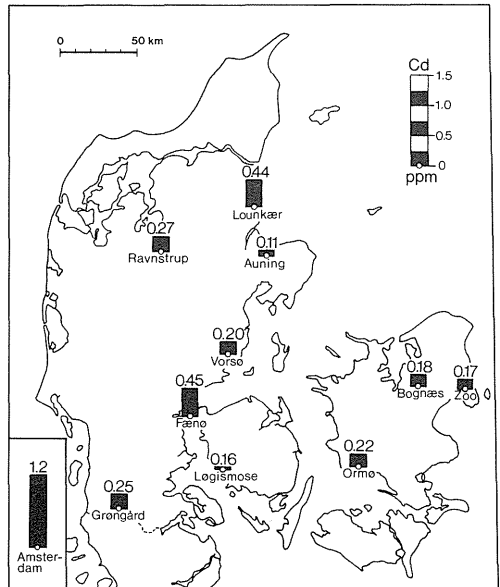 0 50 km
Cd
1.5
1.0
0.5
0
ppm
0.44
Lounkær
0.27
Ravnstrup
0.11
Auning
0.20
Vorsø
0.18
Bognæs
0.17
Zoo
0.45
Fænø
0.16
Løgismose
0.22
Ormø
1.2
Amster-
dam
0.25
Grøngård